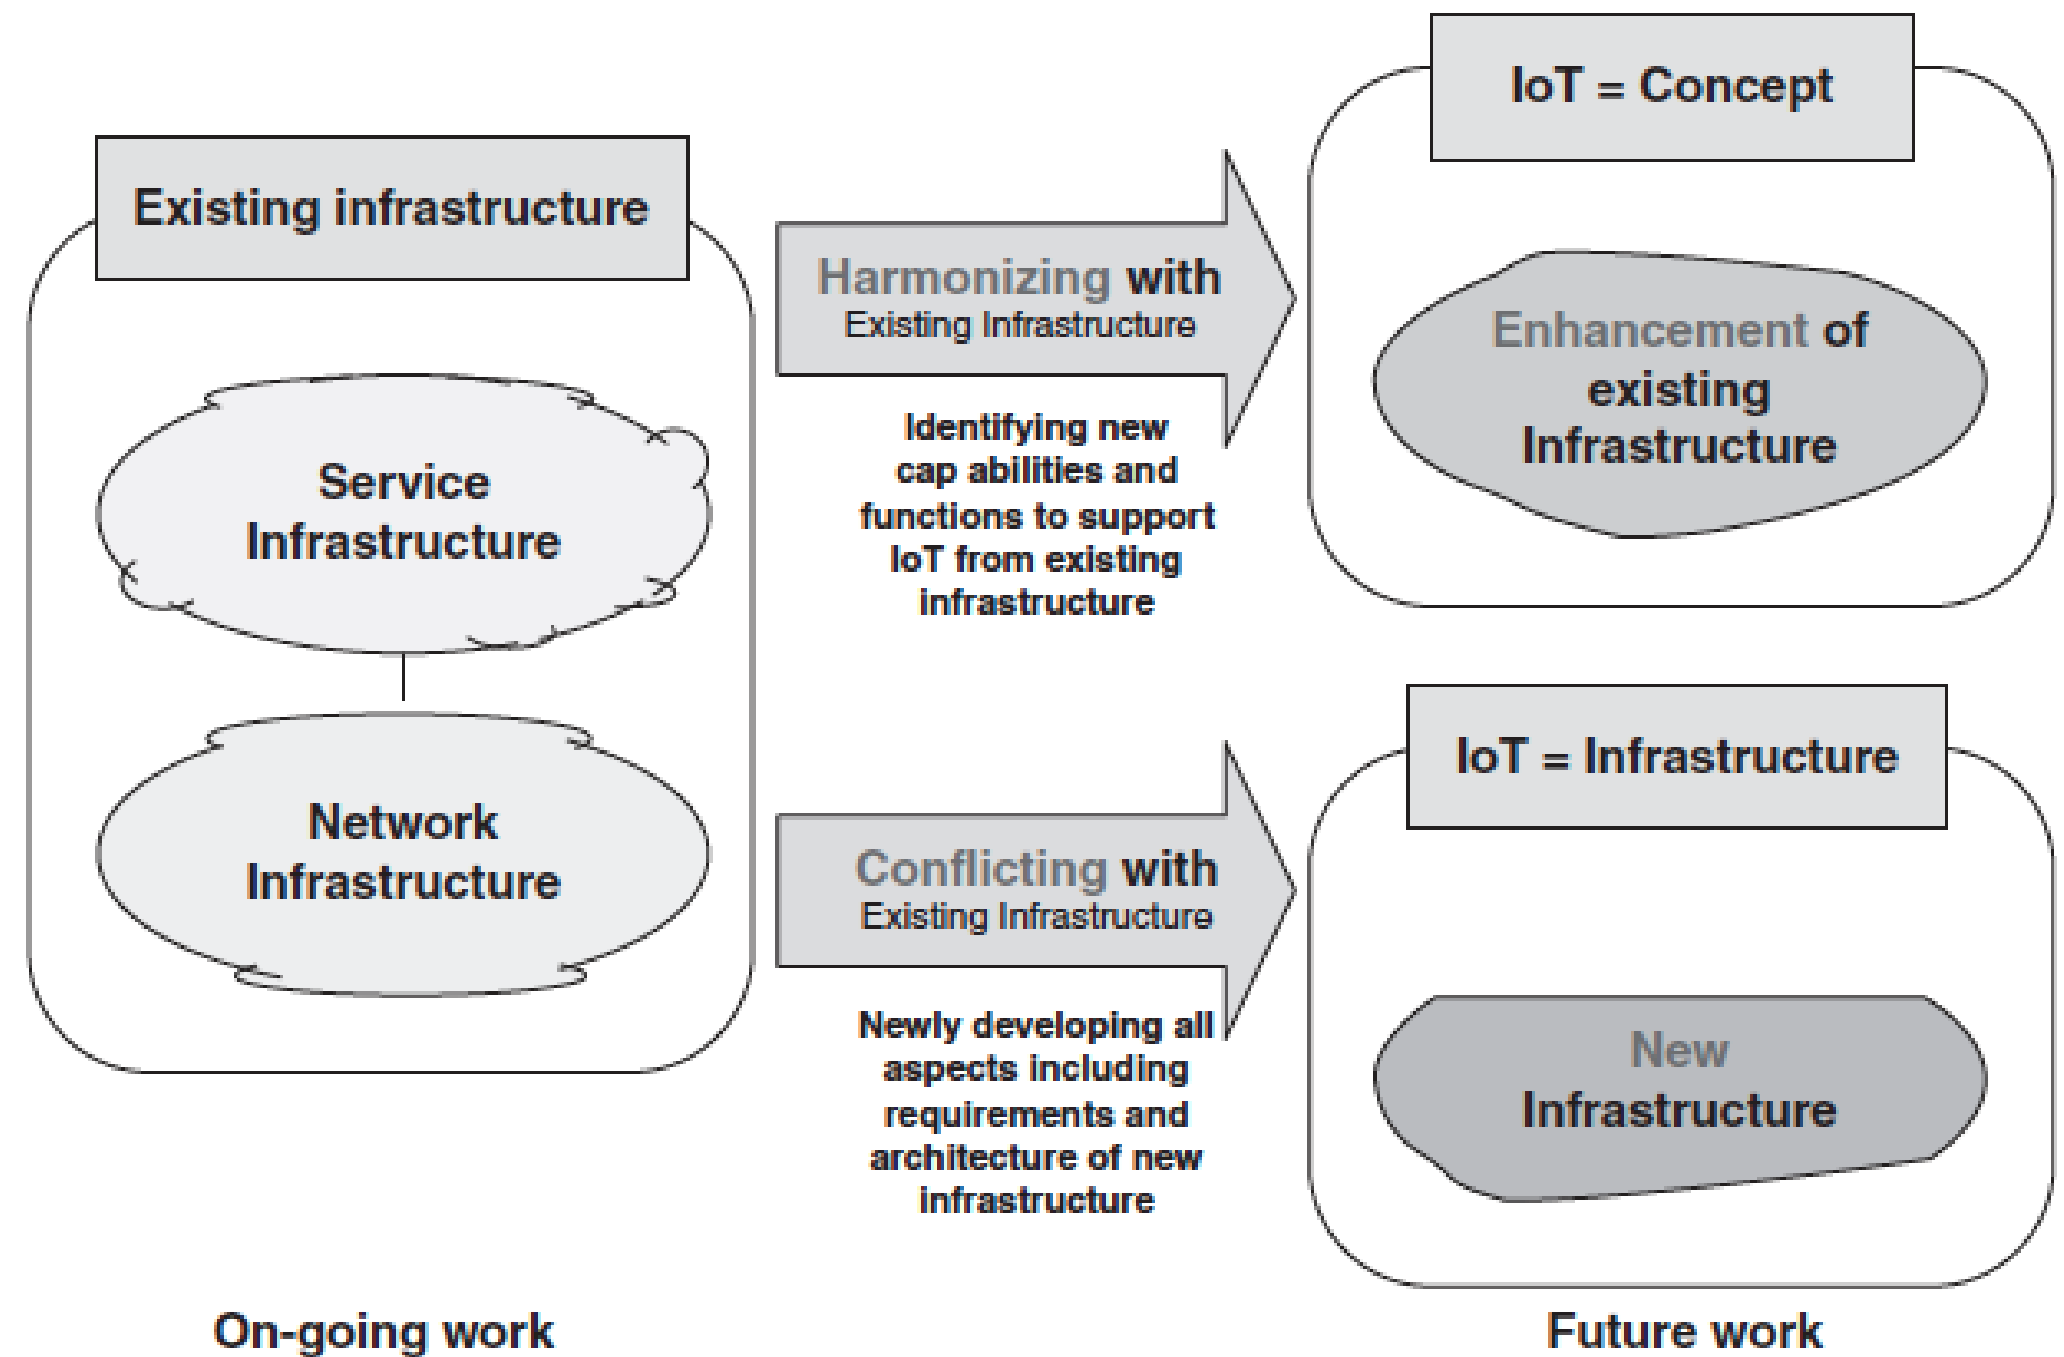 Existing infrastructure
Service
Infrastructure
Network
Infrastructure
On-going work
Harmonizing with
Existing Infrastructure
Identifying new
cap abilities and
functions to support
IoT from existing
infrastructure
Conflicting with
Existing Infrastructure
Newly developing all
aspects including
requirements and
architecture of new
infrastructure
IoT = Concept
Enhancement of
existing
Infrastructure
IoT = Infrastructure
New
Infrastructure
Future work